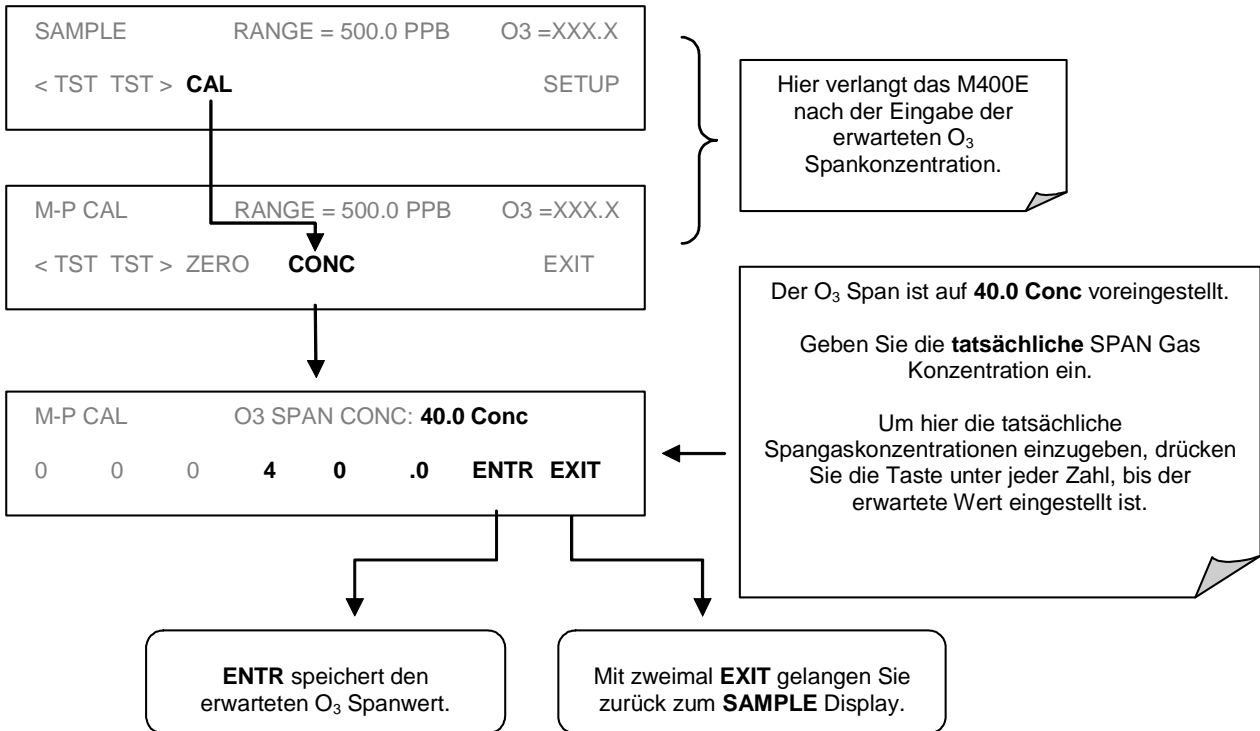 SAMPLE RANGE = 500.0 PPB O3 =XXX.X
< TST TST > CAL SETUP
Hier verlangt das M400E
nach der Eingabe der
erwarteten O3
Spankonzentration.
M-P CAL RANGE = 500.0 PPB O3 =XXX.X
< TST TST > ZERO CONC EXIT
Der O3 Span ist auf 40.0 Conc voreingestellt.
Geben Sie die tatsächliche SPAN Gas
Konzentration ein.
Um hier die tatsächliche
Spangaskonzentrationen einzugeben, drücken
Sie die Taste unter jeder Zahl, bis der
erwartete Wert eingestellt ist.
M-P CAL O3 SPAN CONC: 40.0 Conc
0 0 0 4 0 .0 ENTR EXIT
ENTR speichert den
erwarteten O3 Spanwert.
Mit zweimal EXIT gelangen Sie
zurück zum SAMPLE Display.